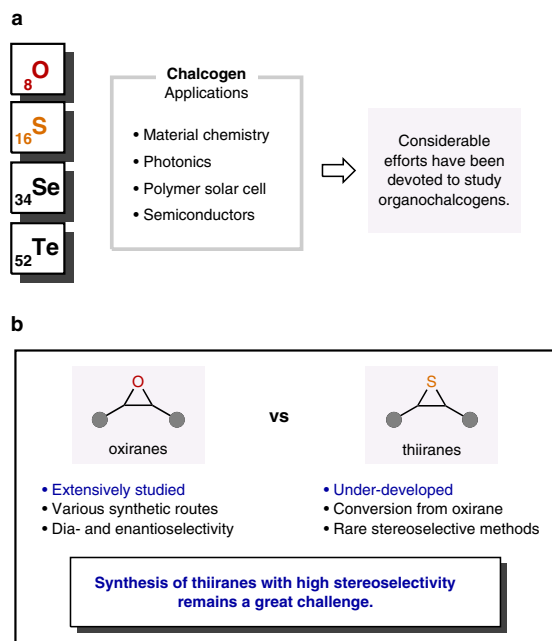 a
8O
16S
34Se
52Te
Chalcogen
Applications
• Material chemistry
• Photonics
• Polymer solar cell
• Semiconductors
Considerable
efforts have been
devoted to study
organochalcogens.
b
O
oxiranes
vs
S
thiiranes
• Extensively studied
• Various synthetic routes
• Dia- and enantioselectivity
• Under-developed
• Conversion from oxirane
• Rare stereoselective methods
Synthesis of thiiranes with high stereoselectivity
remains a great challenge.